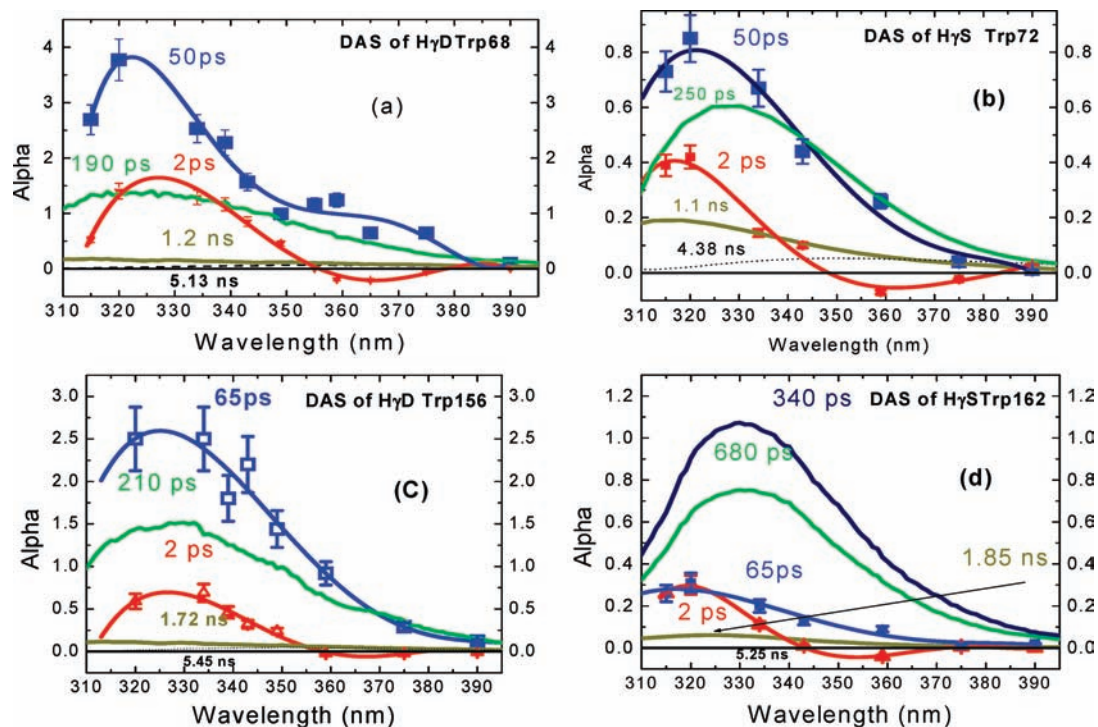 DAS of HγDTrp68
50ps
(a)
190 ps
2ps
1.2 ns
5.13 ns
Alpha
4
3
2
1
0
4
3
2
1
0
310 320 330 340 350 360 370 380 390
Wavelength (nm)
DAS of HγS Trp72
50ps
(b)
250 ps
2 ps
1.1 ns
4.38 ns
Alpha
0.8
0.6
0.4
0.2
0.0
0.8
0.6
0.4
0.2
0.0
310 320 330 340 350 360 370 380 390
Wavelength (nm)
65ps
DAS of HγD Trp156
(C)
210 ps
2 ps
1.72 ns
5.45 ns
Alpha
3.0
2.5
2.0
1.5
1.0
0.5
0.0
3.0
2.5
2.0
1.5
1.0
0.5
0.0
310 320 330 340 350 360 370 380 390
Wavelength (nm)
340 ps
DAS of HγSTrp162
680 ps
(d)
1.85 ns
65ps
2 ps
5.25 ns
Alpha
1.2
1.0
0.8
0.6
0.4
0.2
0.0
1.2
1.0
0.8
0.6
0.4
0.2
0.0
310 320 330 340 350 360 370 380 390
Wavelength (nm)